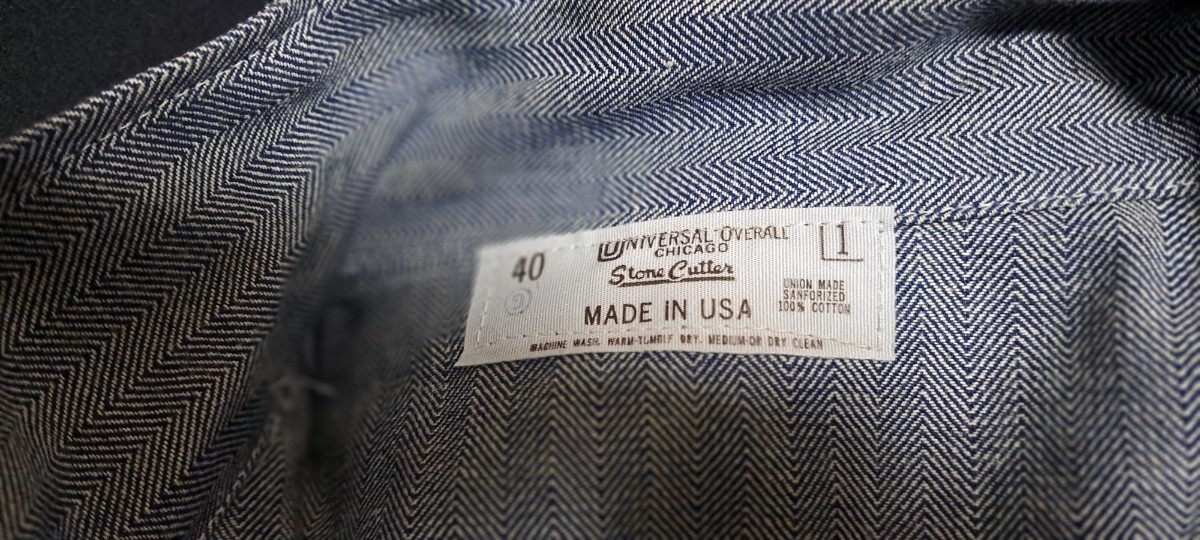 UNIVERSAL OVERALL
CHICAGO
Stone Cutter
40
1
MADE IN USA
UNION MADE
SANFORIZED
100% COTTON
MACHINE WASH, WARM-TUMBLE DRY, MEDIUM-OR DRY CLEAN